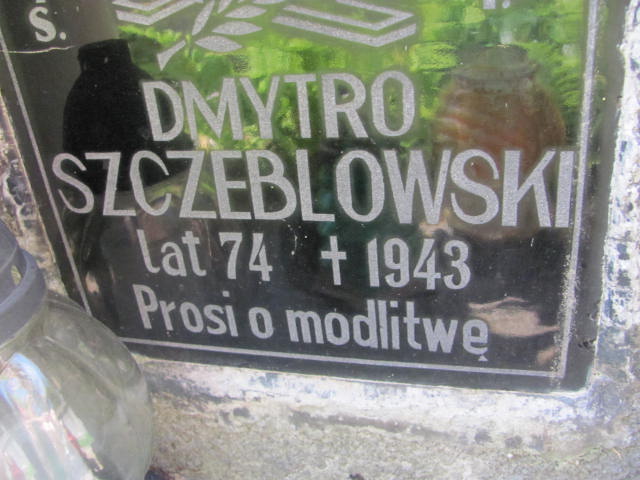 Ś.
DMYTRO
SZCZEBLOWSKI
lat 74 † 1943
Prosi o modlitwę